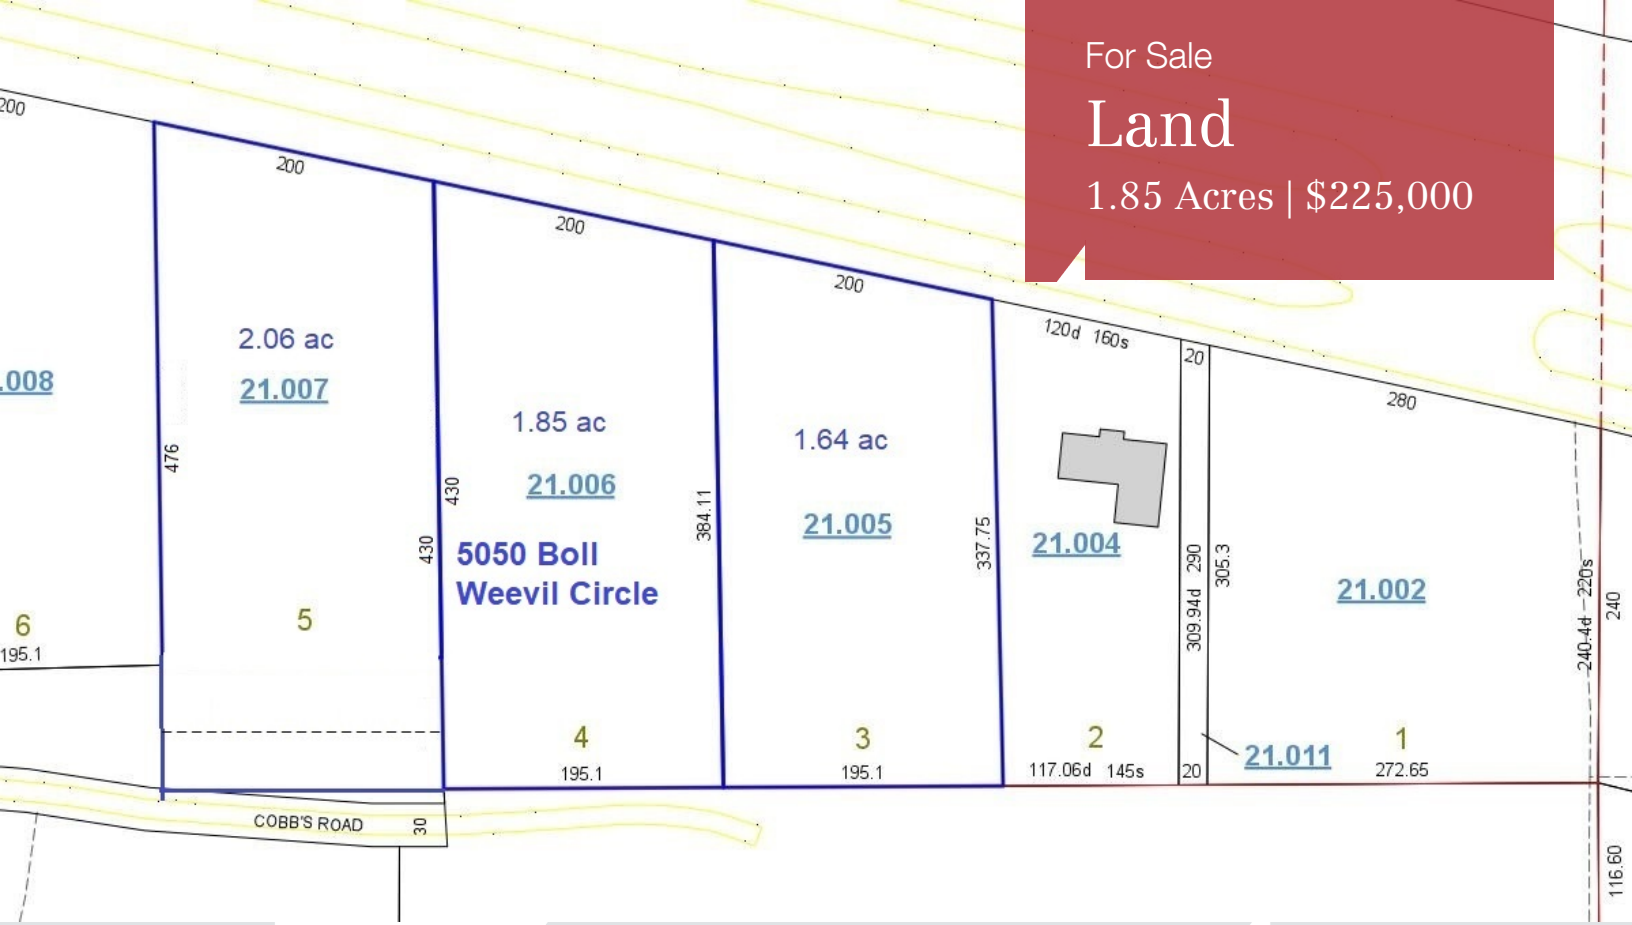 For Sale
Land
1.85 Acres | $225,000
200
200
200
200
120d 160s
20
280
2.06 ac
21.007
.008
1.85 ac
21.006
1.64 ac
21.005
5050 Boll
Weevil Circle
21.004
21.002
21.011
476
430
430
384.11
337.75
309.94d 290
305.3
240.4d 220s
240
116.60
6
195.1
5
4
195.1
3
195.1
2
117.06d 145s
20
1
272.65
COBB'S ROAD
30